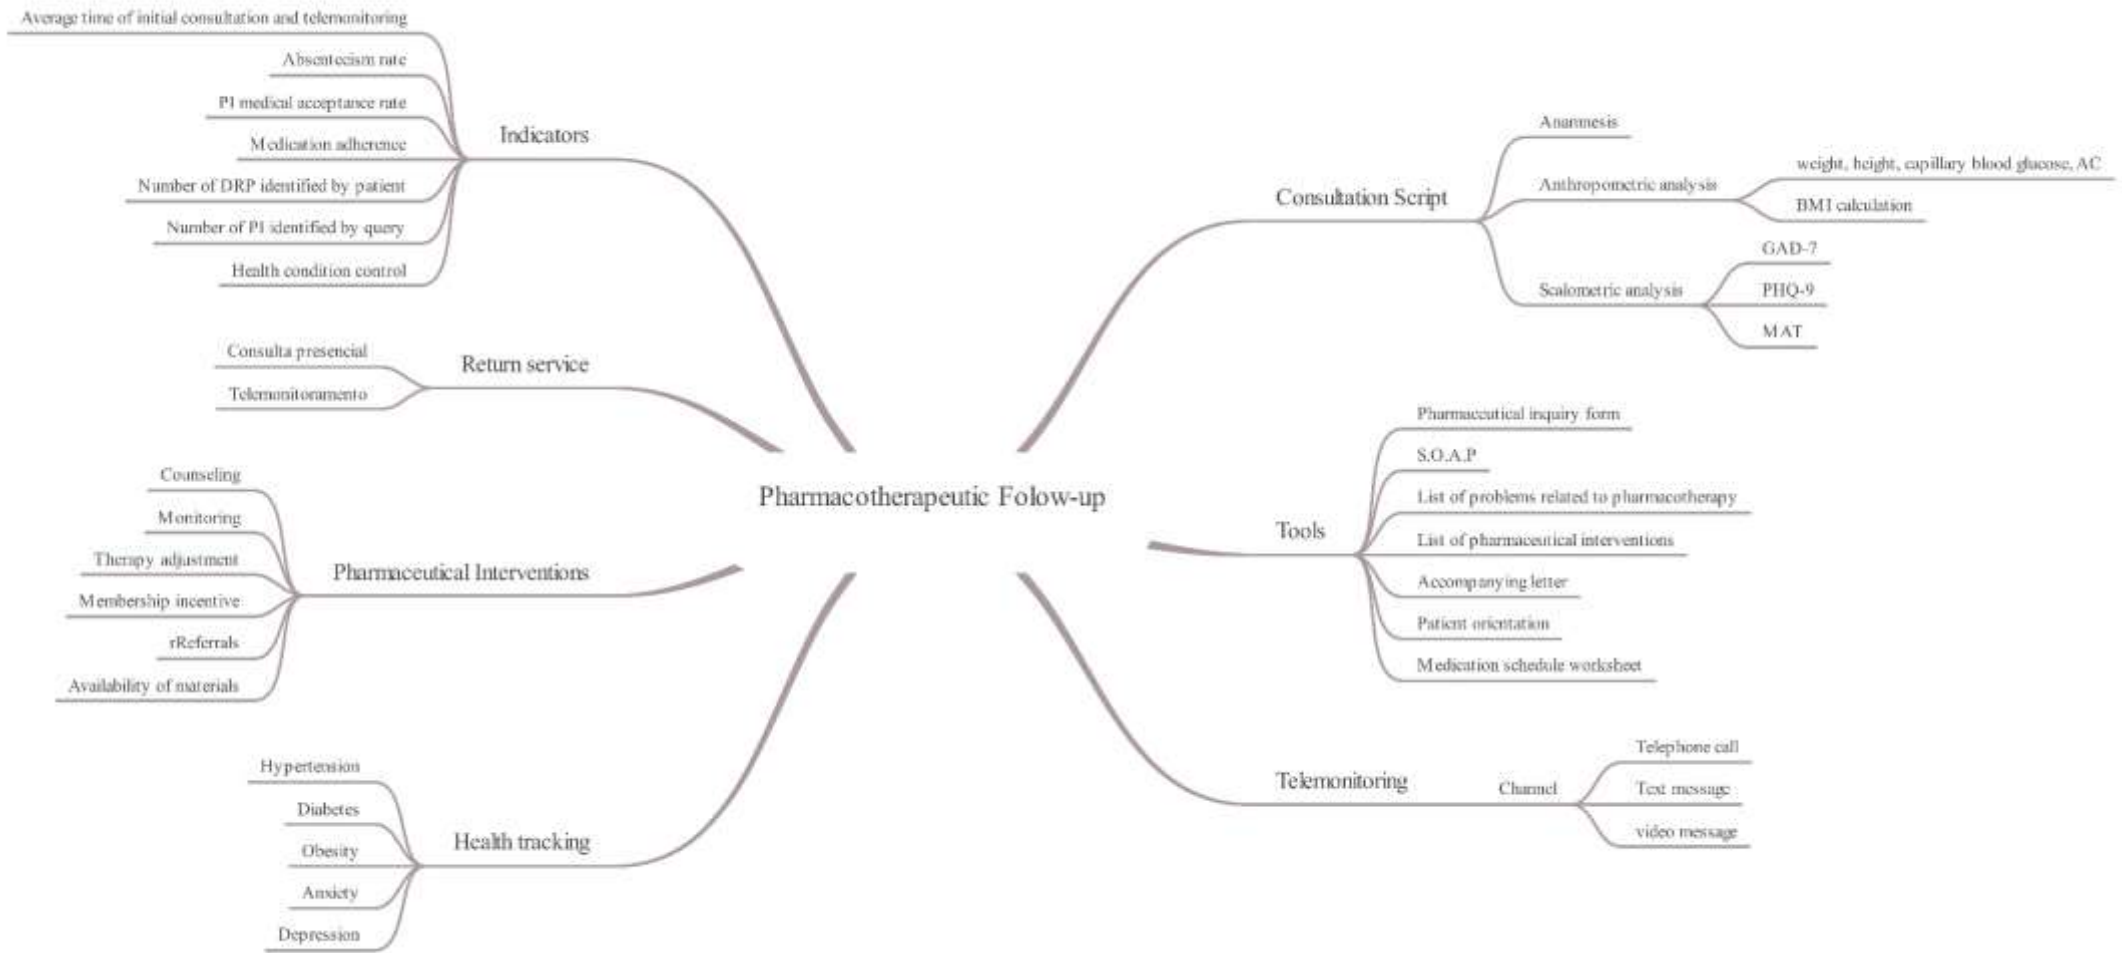 Average time of initial consultation and telemonitoring
Absenteeism rate
PI medical acceptance rate
Medication adherence
Number of DRP identified by patient
Number of PI identified by query
Health condition control
Indicators
Consulta presencial
Telemonitoramento
Return service
Counseling
Monitoring
Therapy adjustment
Membership incentive
rReferrals
Availability of materials
Pharmaceutical Interventions
Hypertension
Diabetes
Obesity
Anxiety
Depression
Health tracking
Pharmacotherapeutic Folow-up
Consultation Script
Anamnesis
Anthropometric analysis
weight, height, capillary blood glucose, AC
BMI calculation
Scalometric analysis
GAD-7
PHQ-9
MAT
Tools
Pharmaceutical inquiry form
S.O.A.P
List of problems related to pharmacotherapy
List of pharmaceutical interventions
Accompanying letter
Patient orientation
Medication schedule worksheet
Telemonitoring
Channel
Telephone call
Text message
video message